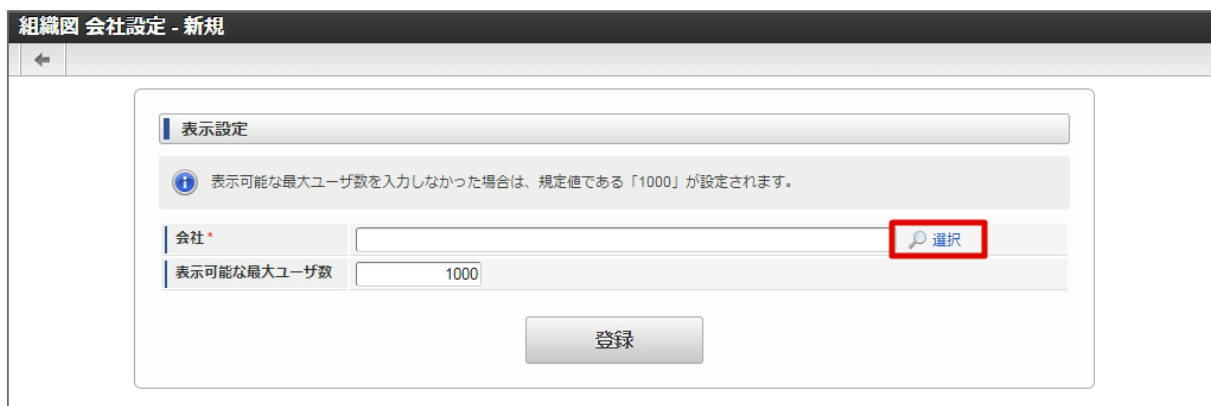 組織図 会社設定 - 新規
表示設定
表示可能な最大ユーザ数を入力しなかった場合は、規定値である「1000」が設定されます。
会社* 選択
表示可能な最大ユーザ数 1000
登録